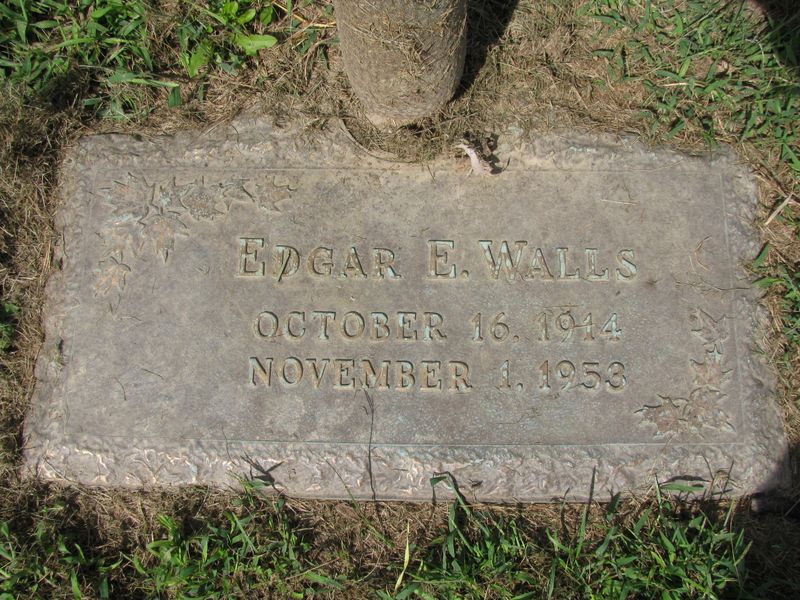 EDGAR E. WALLS
OCTOBER 16. 1914
NOVEMBER 1. 1953